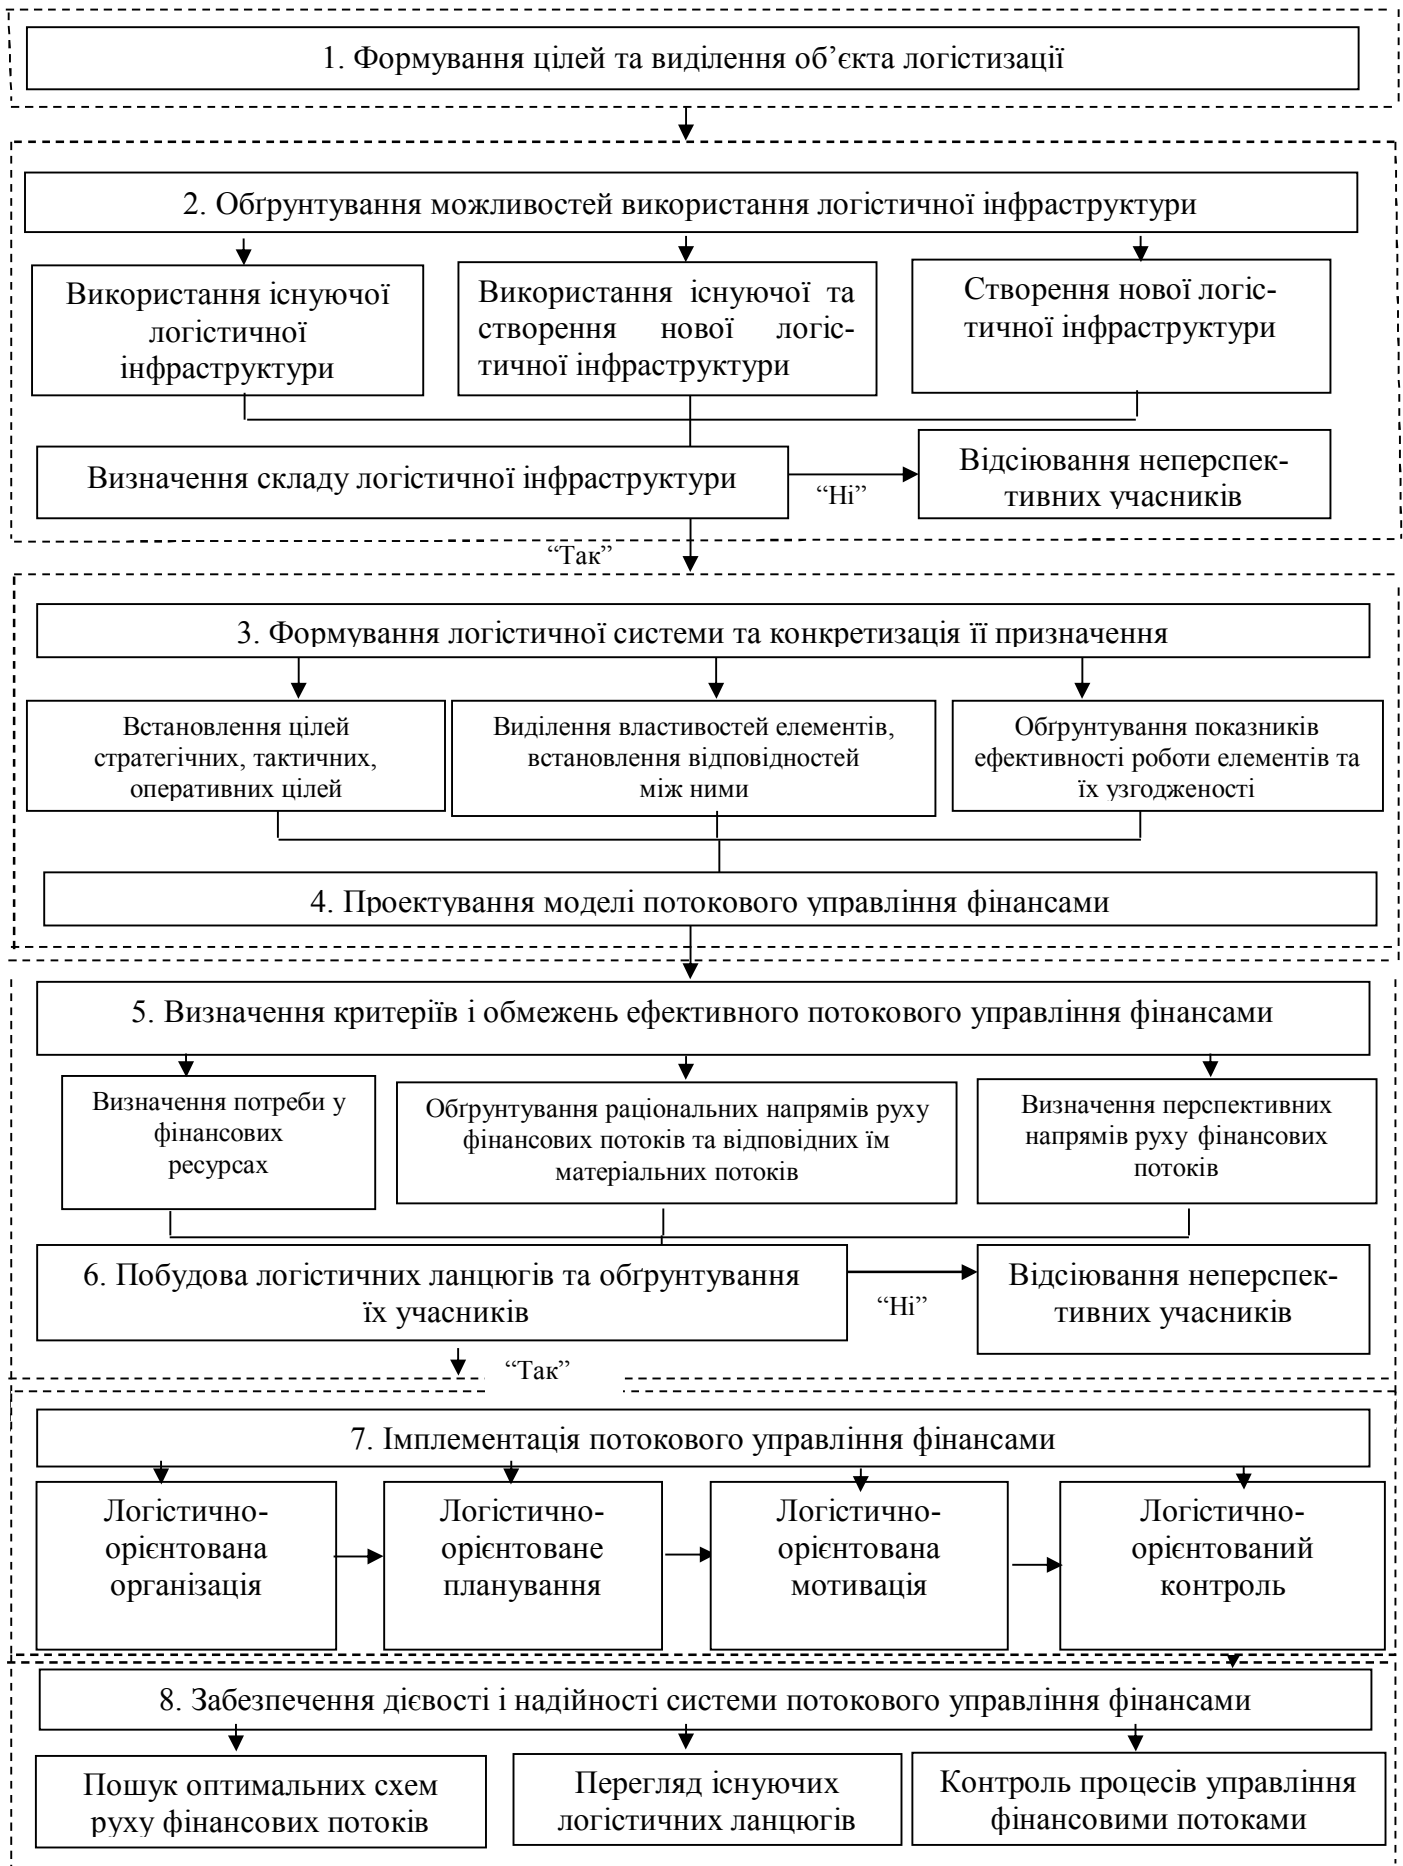 1. Формування цілей та виділення об’єкта логістизації
2. Обґрунтування можливостей використання логістичної інфраструктури
Використання існуючої
логістичної
інфраструктури
Використання існуючої та
створення нової логіс-
тичної інфраструктури
Створення нової логіс-
тичної інфраструктури
Визначення складу логістичної інфраструктури
“Ні”
Відсіювання неперспек-
тивних учасників
“Так”
3. Формування логістичної системи та конкретизація її призначення
Встановлення цілей
стратегічних, тактичних,
оперативних цілей
Виділення властивостей елементів,
встановлення відповідностей
між ними
Обґрунтування показників
ефективності роботи елементів та
їх узгодженості
4. Проектування моделі потокового управління фінансами
5. Визначення критеріїв і обмежень ефективного потокового управління фінансами
Визначення потреби у
фінансових
ресурсах
Обґрунтування раціональних напрямів руху
фінансових потоків та відповідних їм
матеріальних потоків
Визначення перспективних
напрямів руху фінансових
потоків
6. Побудова логістичних ланцюгів та обґрунтування
їх учасників
“Ні”
Відсіювання неперспек-
тивних учасників
“Так”
7. Імплементація потокового управління фінансами
Логістично-
орієнтована
організація
Логістично-
орієнтоване
планування
Логістично-
орієнтована
мотивація
Логістично-
орієнтований
контроль
8. Забезпечення дієвості і надійності системи потокового управління фінансами
Пошук оптимальних схем
руху фінансових потоків
Перегляд існуючих
логістичних ланцюгів
Контроль процесів управління
фінансовими потоками